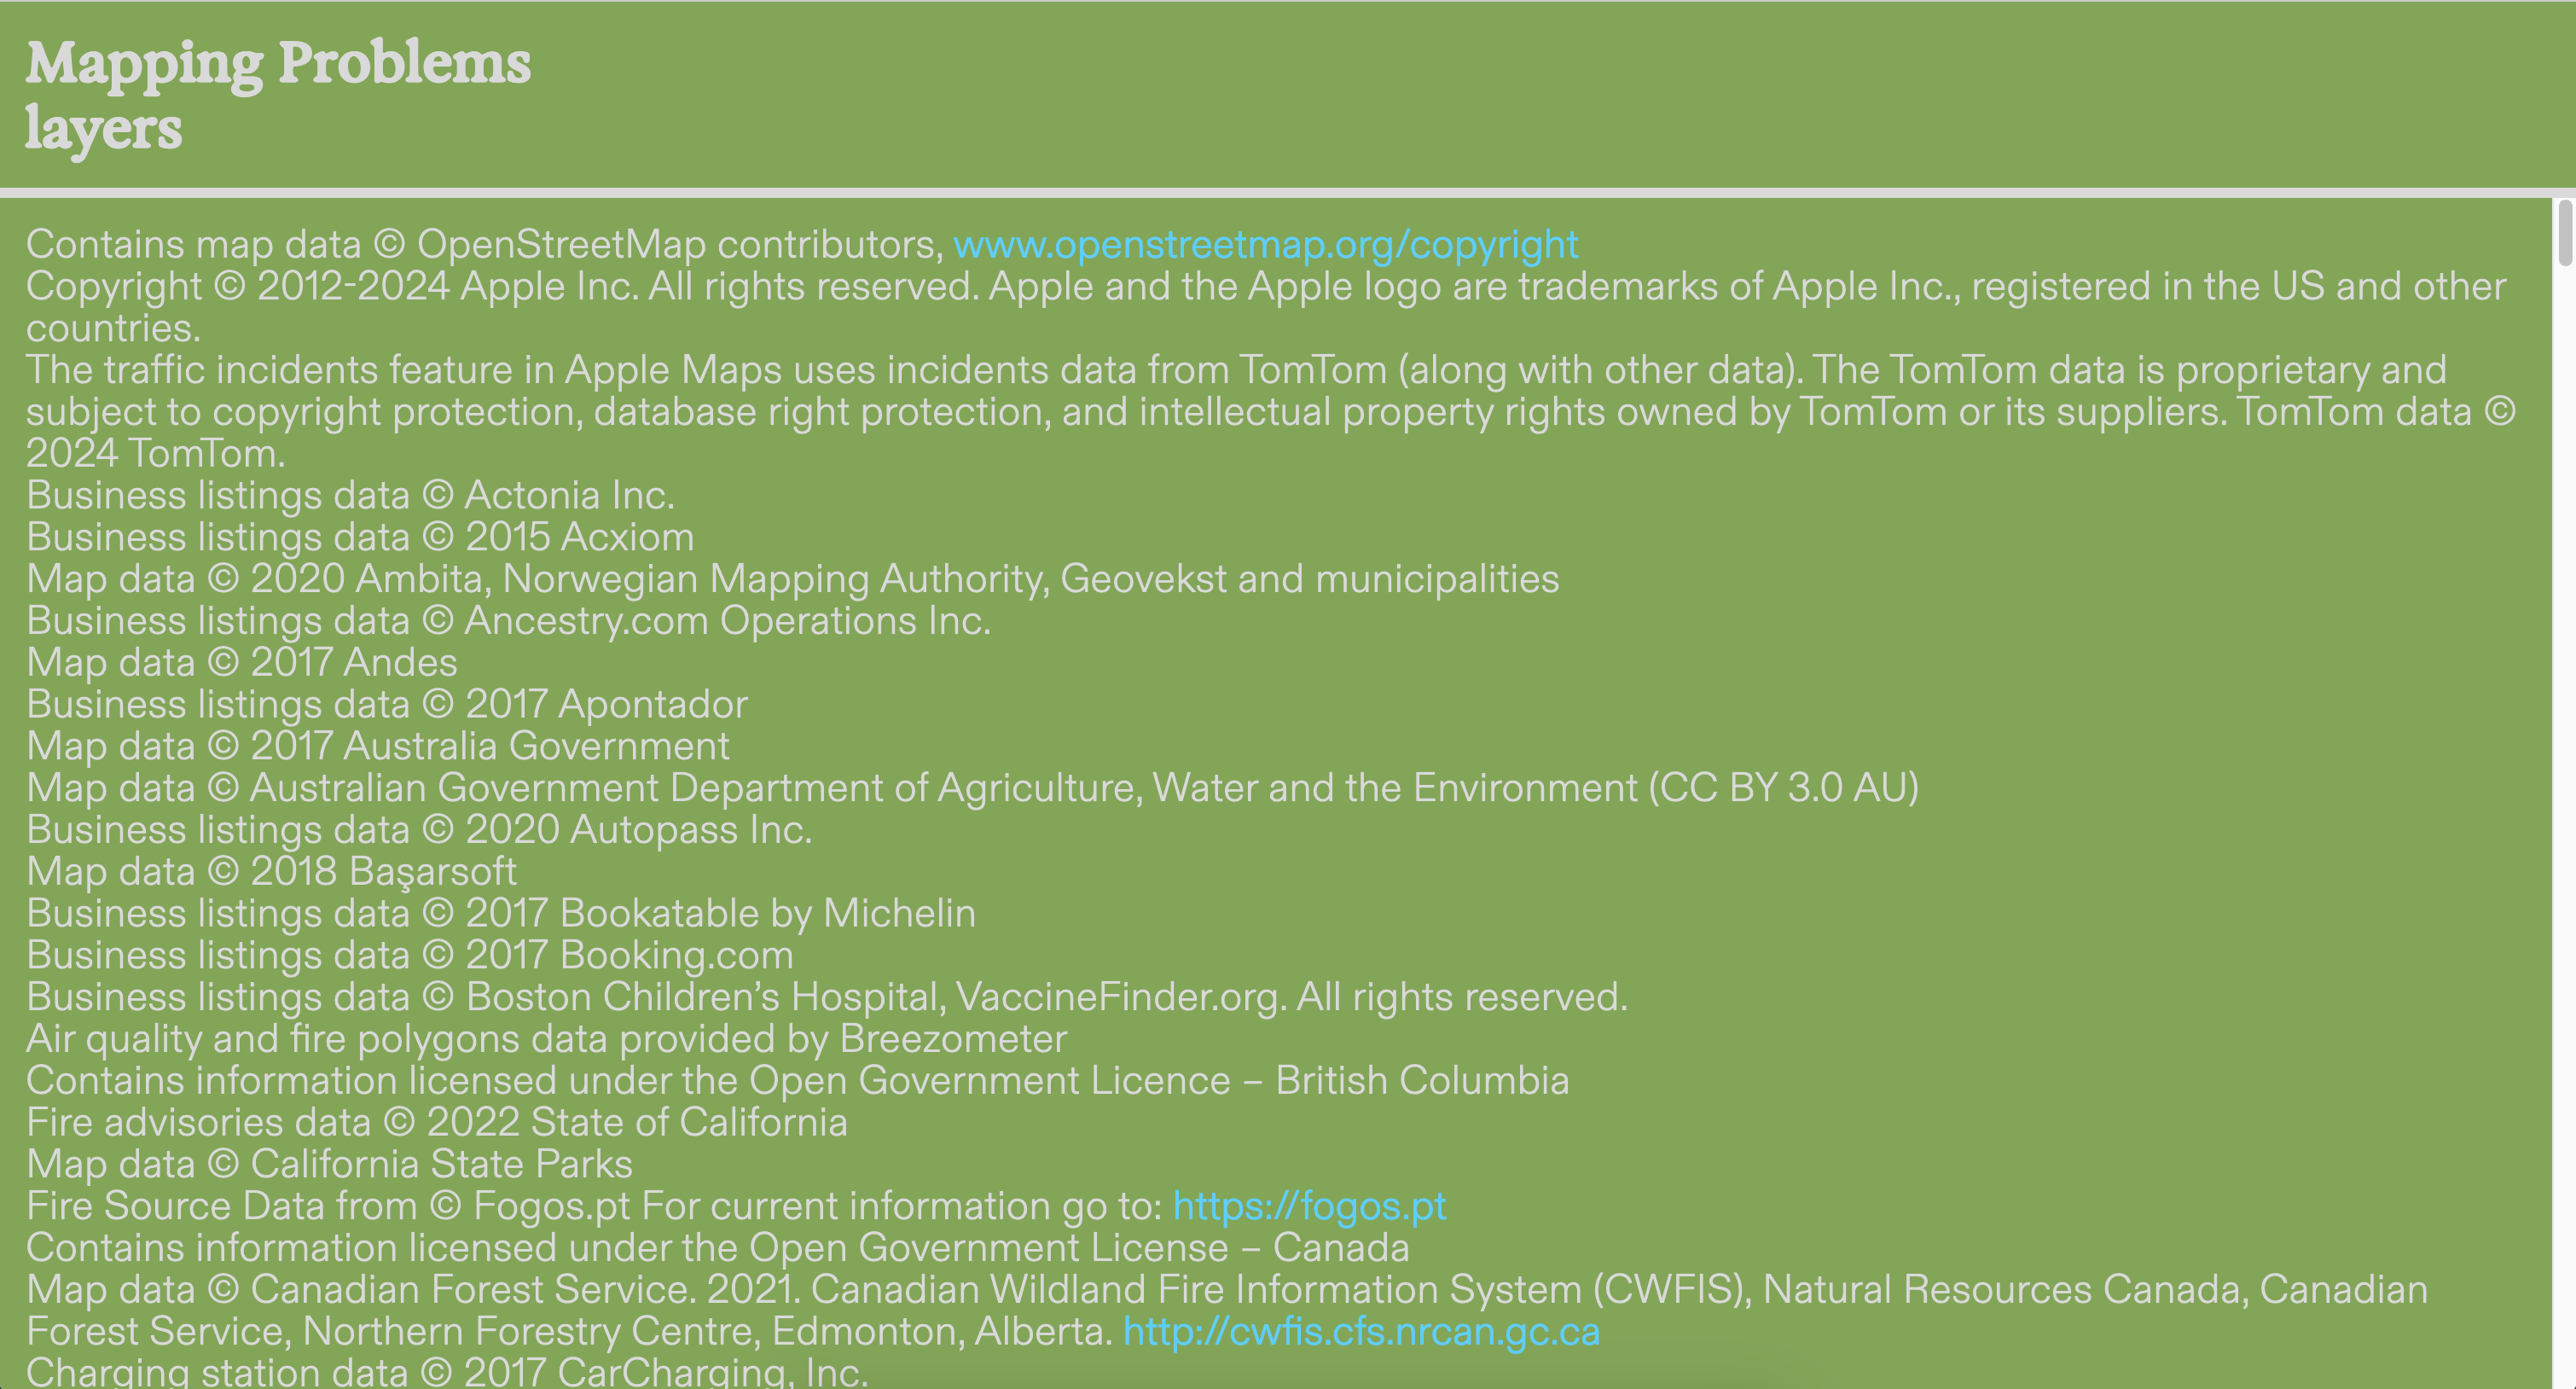 Mapping Problems
layers
Contains map data © OpenStreetMap contributors, www.openstreetmap.org/copyright
Copyright © 2012-2024 Apple Inc. All rights reserved. Apple and the Apple logo are trademarks of Apple Inc., registered in the US and other
countries.
The traffic incidents feature in Apple Maps uses incidents data from TomTom (along with other data). The TomTom data is proprietary and
subject to copyright protection, database right protection, and intellectual property rights owned by TomTom or its suppliers. TomTom data ©
2024 TomTom.
Business listings data © Actonia Inc.
Business listings data © 2015 Acxiom
Map data © 2020 Ambita, Norwegian Mapping Authority, Geovekst and municipalities
Business listings data © Ancestry.com Operations Inc.
Map data © 2017 Andes
Business listings data © 2017 Apontador
Map data © 2017 Australia Government
Map data © Australian Government Department of Agriculture, Water and the Environment (CC BY 3.0 AU)
Business listings data © 2020 Autopass Inc.
Map data © 2018 Başarsoft
Business listings data © 2017 Bookatable by Michelin
Business listings data © 2017 Booking.com
Business listings data © Boston Children’s Hospital, VaccineFinder.org. All rights reserved.
Air quality and fire polygons data provided by Breezometer
Contains information licensed under the Open Government Licence – British Columbia
Fire advisories data © 2022 State of California
Map data © California State Parks
Fire Source Data from © Fogos.pt For current information go to: https://fogos.pt
Contains information licensed under the Open Government License – Canada
Map data © Canadian Forest Service. 2021. Canadian Wildland Fire Information System (CWFIS), Natural Resources Canada, Canadian
Forest Service, Northern Forestry Centre, Edmonton, Alberta. http://cwfis.cfs.nrcan.gc.ca
Charging station data © 2017 CarCharging, Inc.